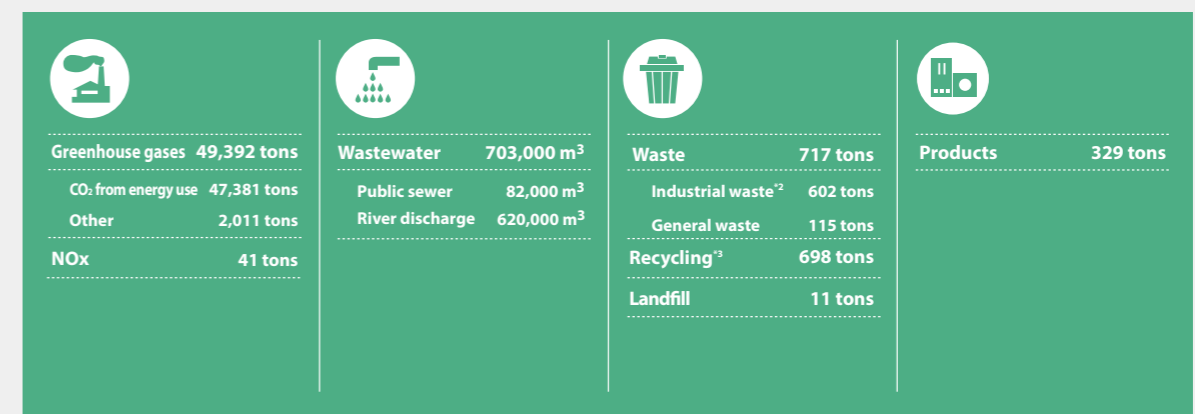 Greenhouse gases 49,392 tons
CO₂ from energy use 47,381 tons
Other 2,011 tons
NOx 41 tons
Wastewater 703,000 m³
Public sewer 82,000 m³
River discharge 620,000 m³
Waste 717 tons
Industrial waste*² 602 tons
General waste 115 tons
Recycling*³ 698 tons
Landfill 11 tons
Products 329 tons